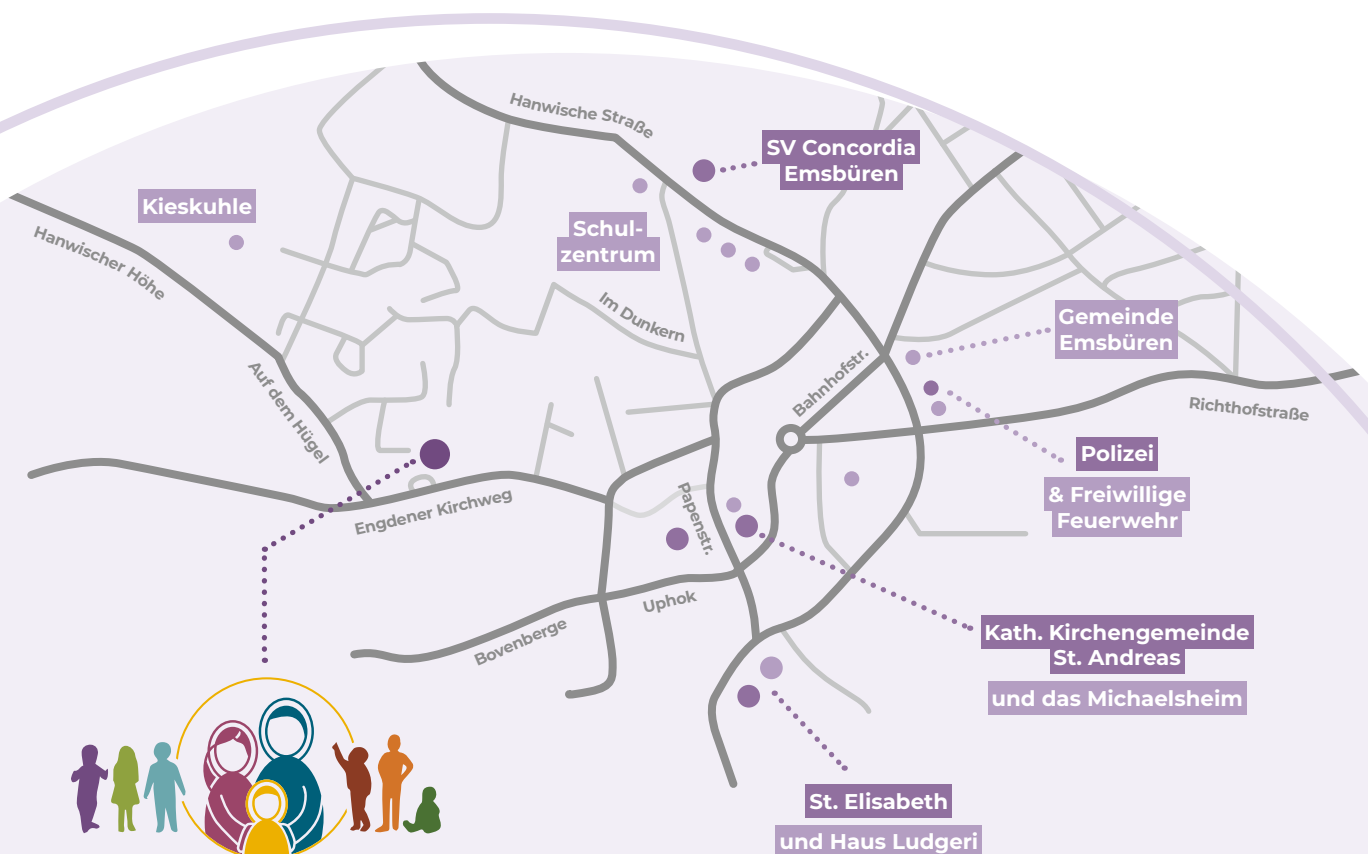 Hanwische Straße
SV Concordia
Emsbüren
Kieskuhle
Schul-
zentrum
Hanwischer Höhe
Im Dunkern
Gemeinde
Emsbüren
Bahnhofstr.
Auf dem Hügel
Richthofstraße
Polizei
& Freiwillige
Feuerwehr
Engdener Kirchweg
Papenstr.
Uphok
Bovenberge
Kath. Kirchengemeinde
St. Andreas
und das Michaelsheim
St. Elisabeth
und Haus Ludgeri